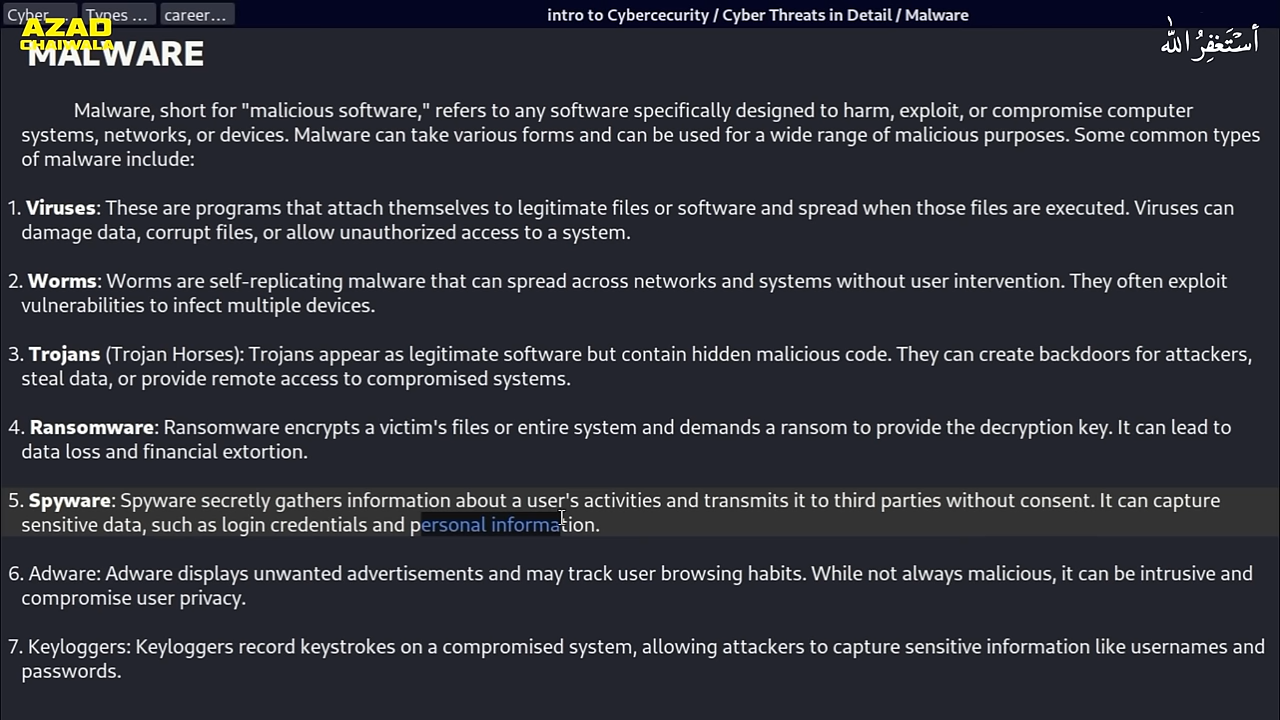 Cyber...
Types ...
career...
intro to Cybercecurity / Cyber Threats in Detail / Malware
AZAD
CHAIWALA
أَسْتَغْفِرُ اللّٰه
MALWARE
Malware, short for "malicious software," refers to any software specifically designed to harm, exploit, or compromise computer
systems, networks, or devices. Malware can take various forms and can be used for a wide range of malicious purposes. Some common types
of malware include:
1. Viruses: These are programs that attach themselves to legitimate files or software and spread when those files are executed. Viruses can
damage data, corrupt files, or allow unauthorized access to a system.
2. Worms: Worms are self-replicating malware that can spread across networks and systems without user intervention. They often exploit
vulnerabilities to infect multiple devices.
3. Trojans (Trojan Horses): Trojans appear as legitimate software but contain hidden malicious code. They can create backdoors for attackers,
steal data, or provide remote access to compromised systems.
4. Ransomware: Ransomware encrypts a victim's files or entire system and demands a ransom to provide the decryption key. It can lead to
data loss and financial extortion.
5. Spyware: Spyware secretly gathers information about a user's activities and transmits it to third parties without consent. It can capture
sensitive data, such as login credentials and personal information.
6. Adware: Adware displays unwanted advertisements and may track user browsing habits. While not always malicious, it can be intrusive and
compromise user privacy.
7. Keyloggers: Keyloggers record keystrokes on a compromised system, allowing attackers to capture sensitive information like usernames and
passwords.